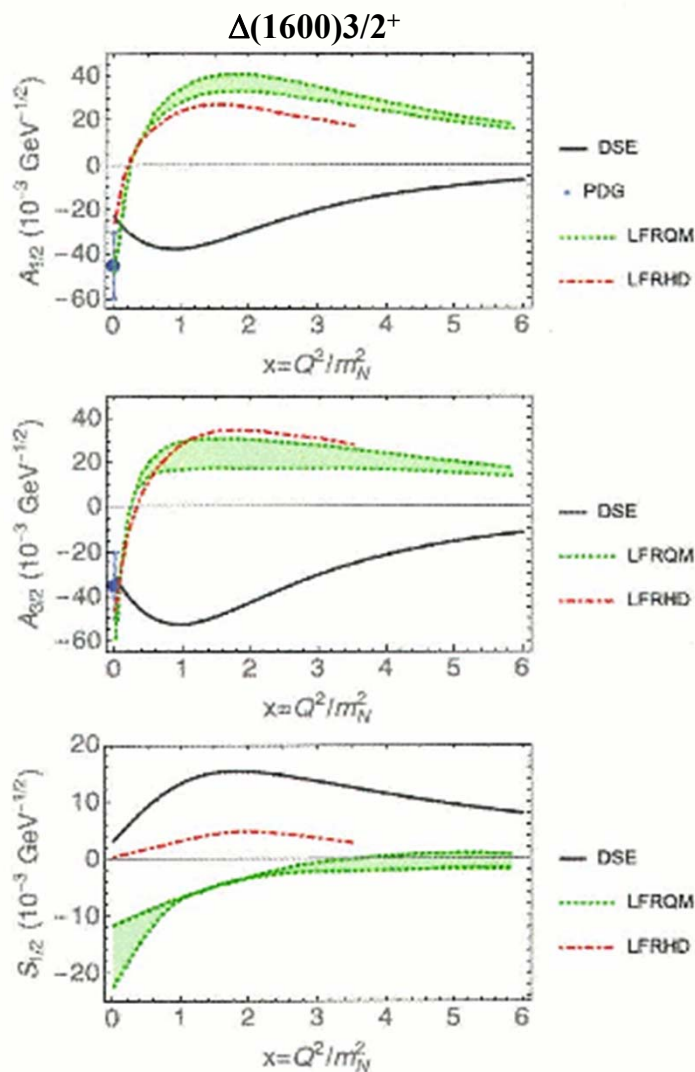 Δ(1600)3/2⁺
A₁/₂ (10⁻³ GeV⁻¹/²)
40
20
0
−20
−40
−60
0 1 2 3 4 5 6
x=Q²/m²_N
DSE
PDG
LFRQM
LFRHD
A₃/₂ (10⁻³ GeV⁻¹/²)
40
20
0
−20
−40
−60
0 1 2 3 4 5 6
x=Q²/m²_N
DSE
LFRQM
LFRHD
S₁/₂ (10⁻³ GeV⁻¹/²)
20
10
0
−10
−20
0 1 2 3 4 5 6
x=Q²/m²_N
DSE
LFRQM
LFRHD